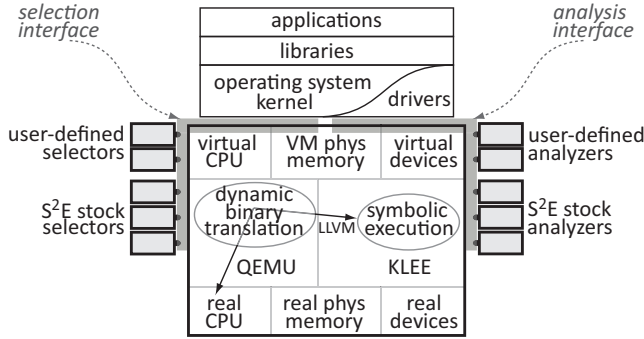 selection
interface
analysis
interface
applications
libraries
operating system
kernel
drivers
user-defined
selectors
S²E stock
selectors
virtual
CPU
VM phys
memory
virtual
devices
dynamic
binary
translation
LLVM
symbolic
execution
QEMU
KLEE
real
CPU
real phys
memory
real
devices
user-defined
analyzers
S²E stock
analyzers